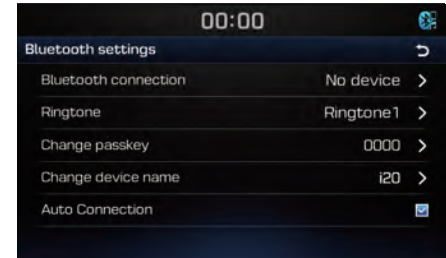 00:00
Bluetooth settings
Bluetooth connection No device
Ringtone Ringtone1
Change passkey 0000
Change device name i20
Auto Connection